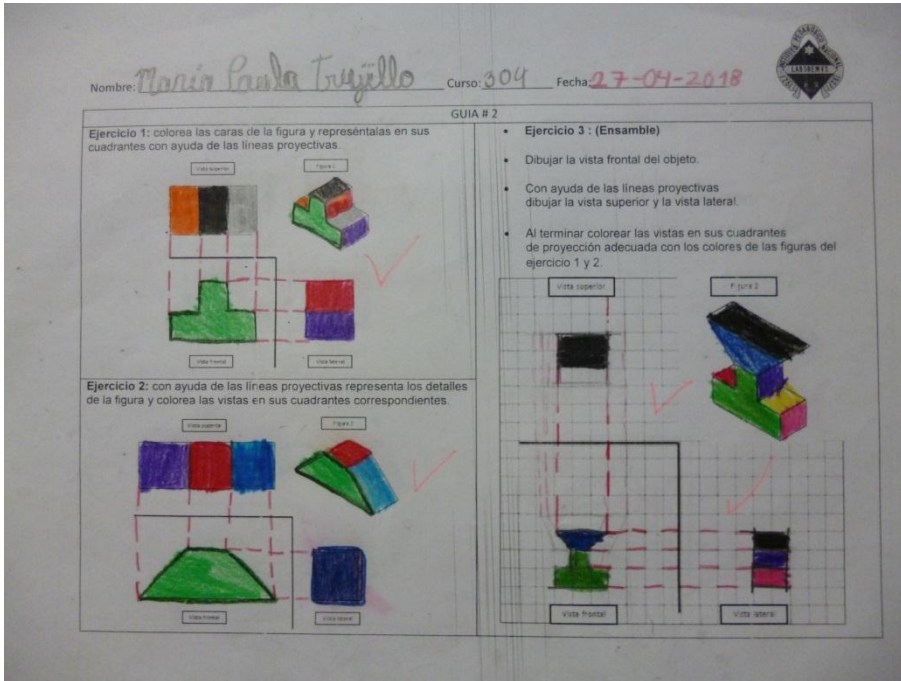 Nombre: María Paula Trujillo Curso: 304 Fecha: 27-04-2018
GUIA # 2
Ejercicio 1: colorea las caras de la figura y represéntalas en sus
cuadrantes con ayuda de las líneas proyectivas.
Vista superior
Figura 1
Vista frontal
Vista lateral
Ejercicio 2: con ayuda de las líneas proyectivas representa los detalles
de la figura y colorea las vistas en sus cuadrantes correspondientes.
Vista superior
Figura 2
Vista frontal
Vista lateral
• Ejercicio 3 : (Ensamble)
• Dibujar la vista frontal del objeto.
• Con ayuda de las líneas proyectivas
dibujar la vista superior y la vista lateral.
• Al terminar colorear las vistas en sus cuadrantes
de proyección adecuada con los colores de las figuras del
ejercicio 1 y 2.
Vista superior
Figura 2
Vista frontal
Vista lateral